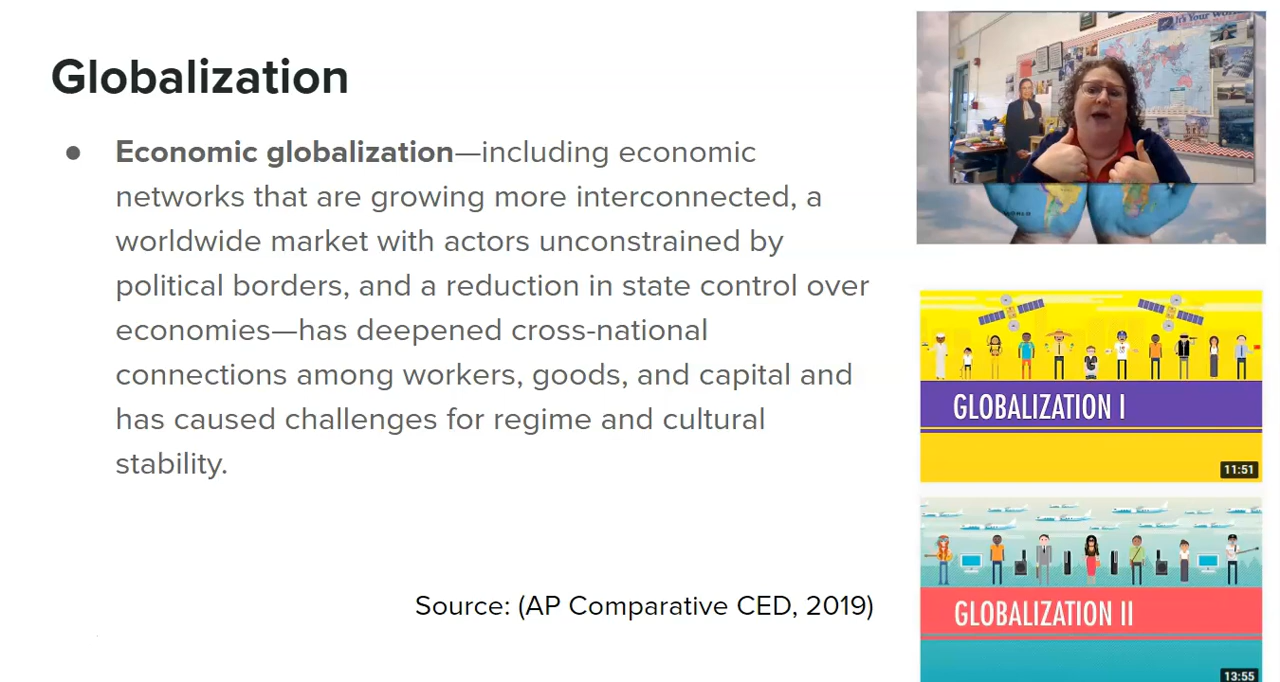 Globalization
● Economic globalization—including economic
networks that are growing more interconnected, a
worldwide market with actors unconstrained by
political borders, and a reduction in state control over
economies—has deepened cross-national
connections among workers, goods, and capital and
has caused challenges for regime and cultural
stability.
Source: (AP Comparative CED, 2019)
It's Your World
WORLD
GLOBALIZATION I
11:51
GLOBALIZATION II
13:55